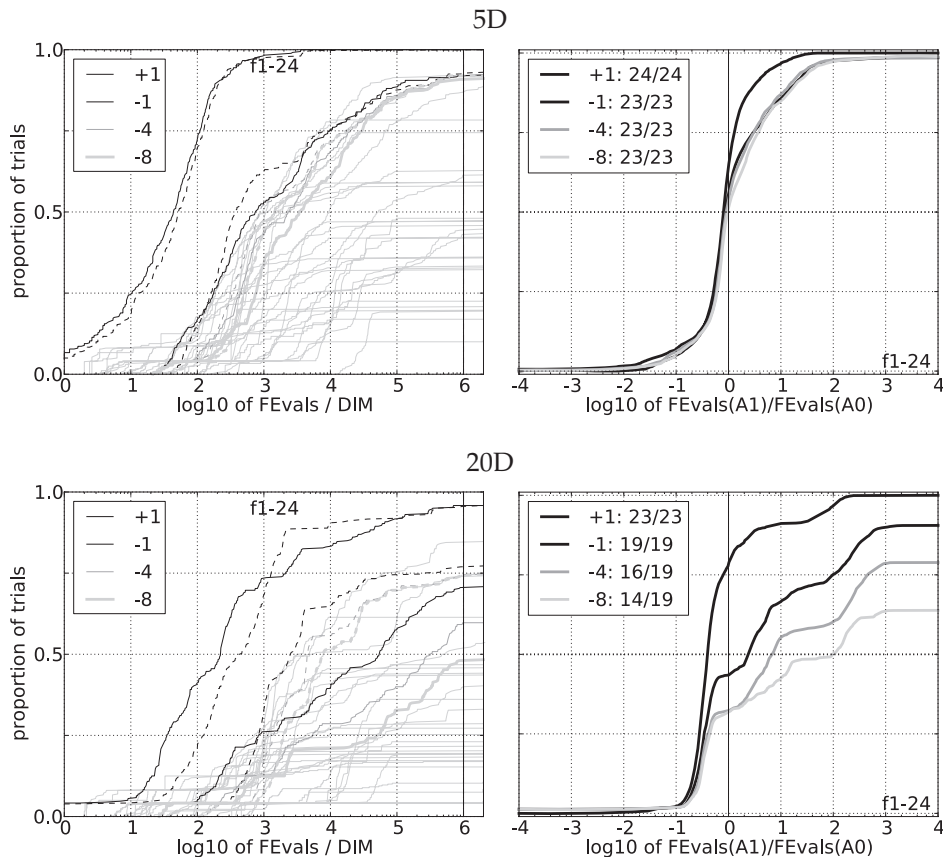 5D
1.0
0.5
0.0
proportion of trials
+1
-1
-4
-8
f1-24
0 1 2 3 4 5 6
log10 of FEvals / DIM
+1: 24/24
-1: 23/23
-4: 23/23
-8: 23/23
f1-24
-4 -3 -2 -1 0 1 2 3 4
log10 of FEvals(A1)/FEvals(A0)
20D
1.0
0.5
0.0
proportion of trials
+1
-1
-4
-8
f1-24
0 1 2 3 4 5 6
log10 of FEvals / DIM
+1: 23/23
-1: 19/19
-4: 16/19
-8: 14/19
f1-24
-4 -3 -2 -1 0 1 2 3 4
log10 of FEvals(A1)/FEvals(A0)